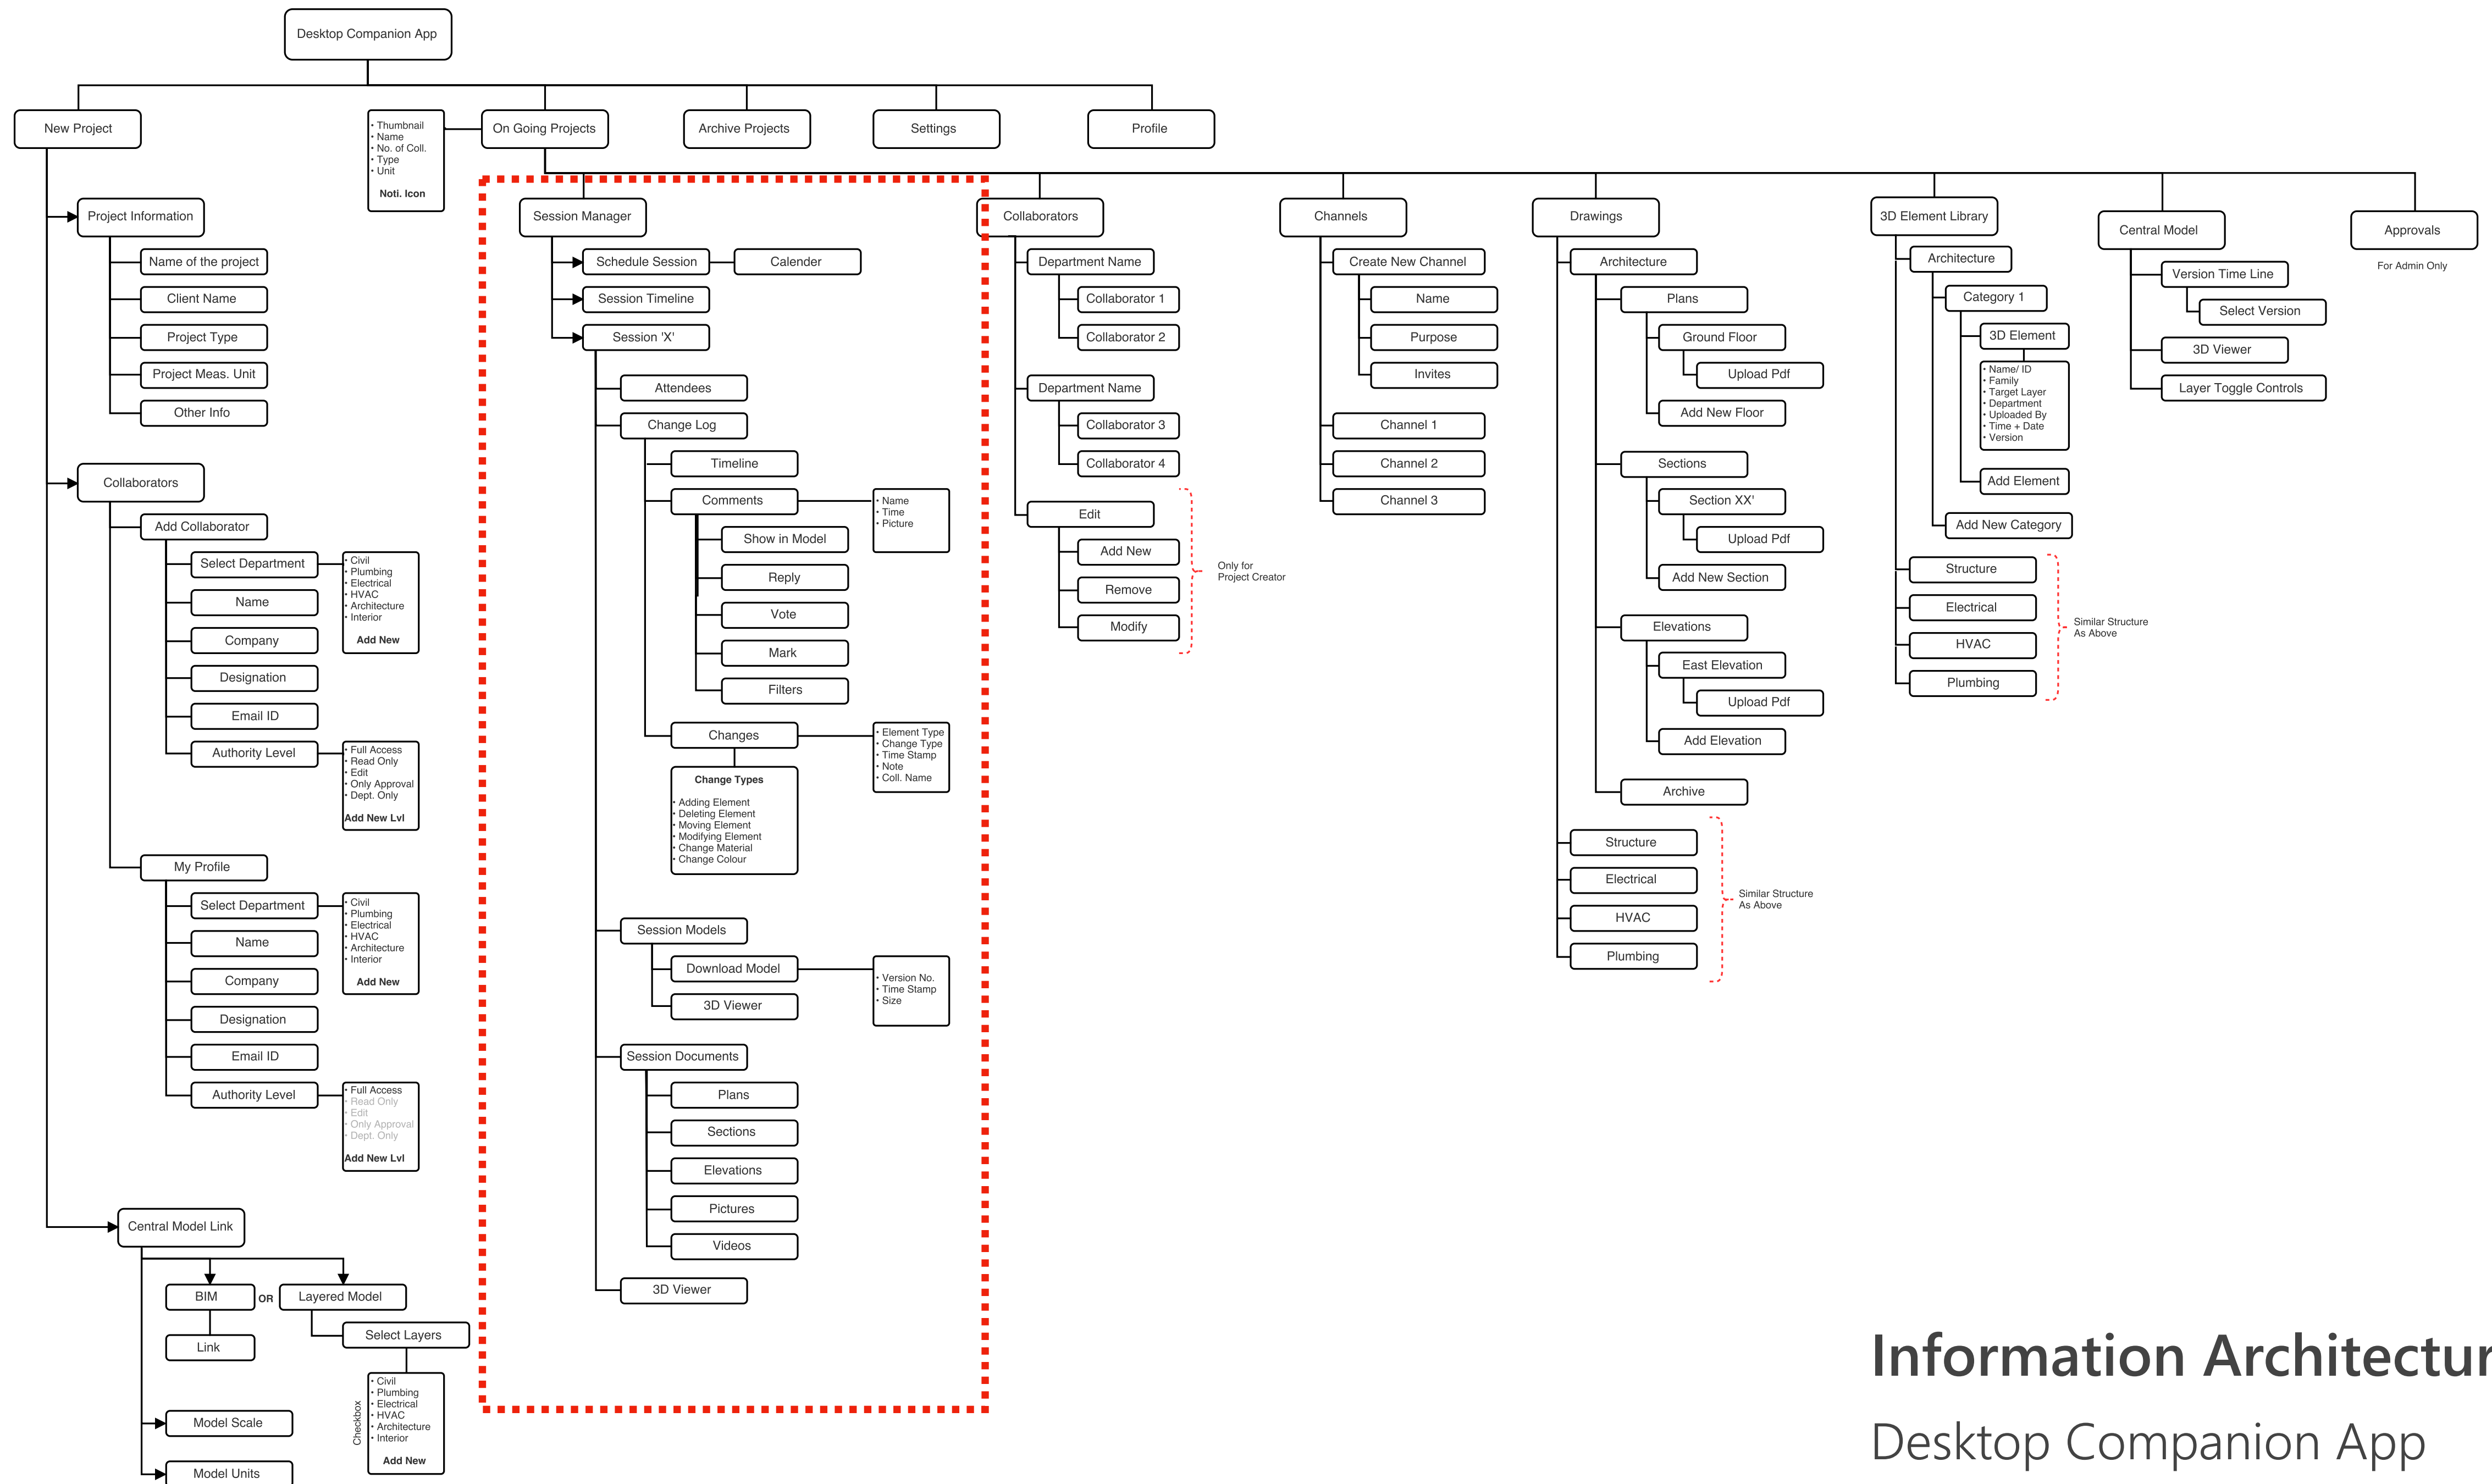 Desktop Companion App
New Project
• Thumbnail
• Name
• No. of Coll.
• Type
• Unit
Noti. Icon
On Going Projects
Archive Projects
Settings
Profile
Project Information
Name of the project
Client Name
Project Type
Project Meas. Unit
Other Info
Collaborators
Add Collaborator
Select Department
• Civil
• Plumbing
• Electrical
• HVAC
• Architecture
• Interior
Add New
Name
Company
Designation
Email ID
Authority Level
• Full Access
• Read Only
• Edit
• Only Approval
• Dept. Only
Add New Lvl
My Profile
Select Department
• Civil
• Plumbing
• Electrical
• HVAC
• Architecture
• Interior
Add New
Name
Company
Designation
Email ID
Authority Level
• Full Access
• Read Only
• Edit
• Only Approval
• Dept. Only
Add New Lvl
Central Model Link
BIM
OR
Layered Model
Link
Select Layers
Checkbox
• Civil
• Plumbing
• Electrical
• HVAC
• Architecture
• Interior
Add New
Model Scale
Model Units
Session Manager
Schedule Session
Calender
Session Timeline
Session 'X'
Attendees
Change Log
Timeline
Comments
• Name
• Time
• Picture
Show in Model
Reply
Vote
Mark
Filters
Changes
• Element Type
• Change Type
• Time Stamp
• Note
• Coll. Name
Change Types
• Adding Element
• Deleting Element
• Moving Element
• Modifying Element
• Change Material
• Change Colour
Session Models
Download Model
• Version No.
• Time Stamp
• Size
3D Viewer
Session Documents
Plans
Sections
Elevations
Pictures
Videos
3D Viewer
Collaborators
Department Name
Collaborator 1
Collaborator 2
Department Name
Collaborator 3
Collaborator 4
Edit
Add New
Remove
Modify
Only for
Project Creator
Channels
Create New Channel
Name
Purpose
Invites
Channel 1
Channel 2
Channel 3
Drawings
Architecture
Plans
Ground Floor
Upload Pdf
Add New Floor
Sections
Section XX'
Upload Pdf
Add New Section
Elevations
East Elevation
Upload Pdf
Add Elevation
Archive
Structure
Electrical
HVAC
Plumbing
Similar Structure
As Above
3D Element Library
Architecture
Category 1
3D Element
• Name/ ID
• Family
• Target Layer
• Department
• Uploaded By
• Time + Date
• Version
Add Element
Add New Category
Structure
Electrical
HVAC
Plumbing
Similar Structure
As Above
Central Model
Version Time Line
Select Version
3D Viewer
Layer Toggle Controls
Approvals
For Admin Only
Information Architectur
Desktop Companion App